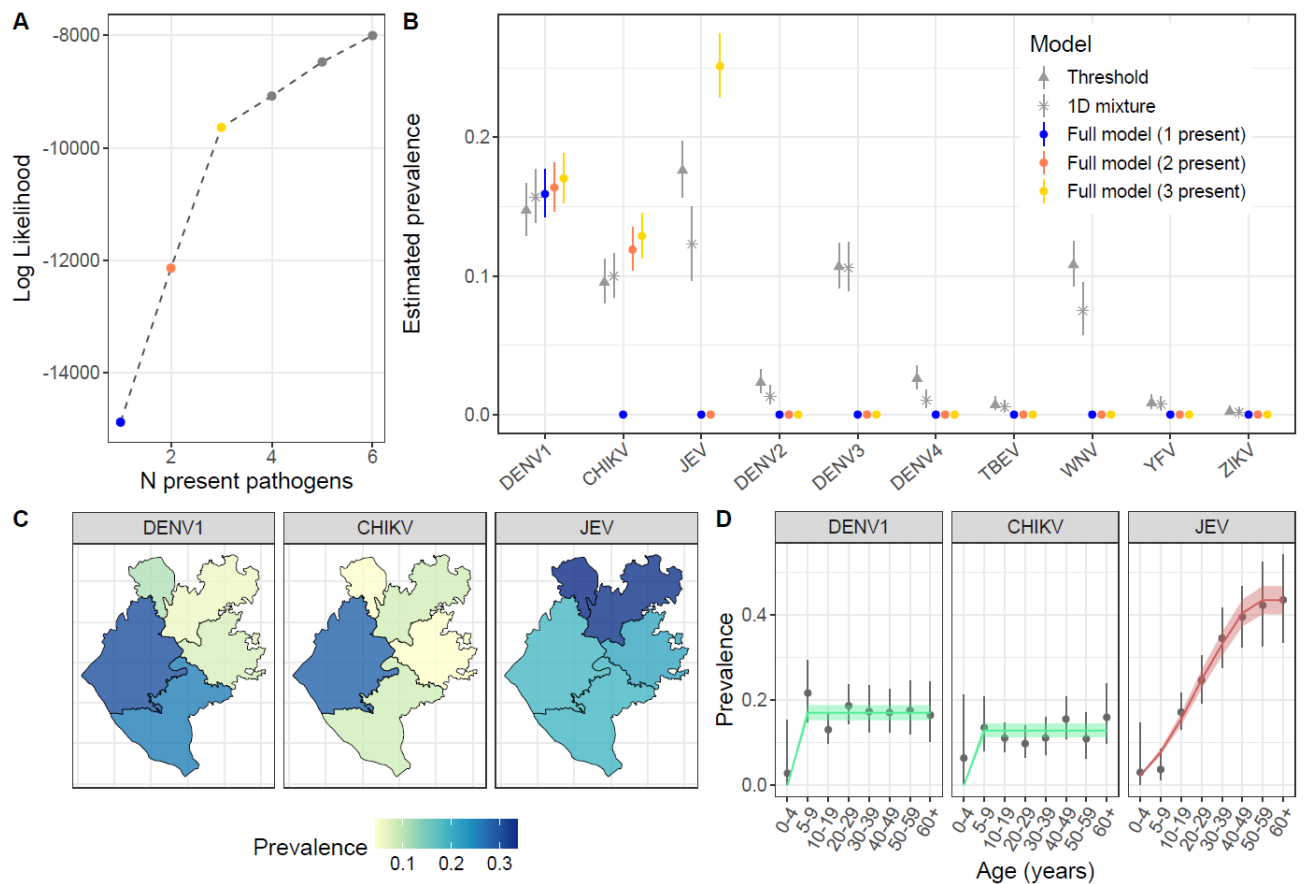 A
-8000
-10000
-12000
-14000
Log Likelihood
2
4
6
N present pathogens
B
0.2
0.1
0.0
Estimated prevalence
Model
Threshold
1D mixture
Full model (1 present)
Full model (2 present)
Full model (3 present)
DENV1
CHIKV
JEV
DENV2
DENV3
DENV4
TBEV
WNV
YFV
ZIKV
C
DENV1
CHIKV
JEV
Prevalence
0.1
0.2
0.3
D
DENV1
CHIKV
JEV
Prevalence
0.4
0.2
0.0
0-4
5-9
10-19
20-29
30-39
40-49
50-59
60+
0-4
5-9
10-19
20-29
30-39
40-49
50-59
60+
0-4
5-9
10-19
20-29
30-39
40-49
50-59
60+
Age (years)